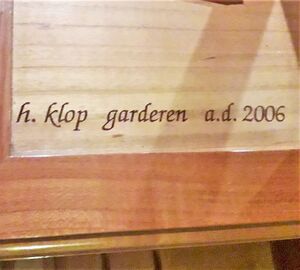 h. klop garderen a.d. 2006